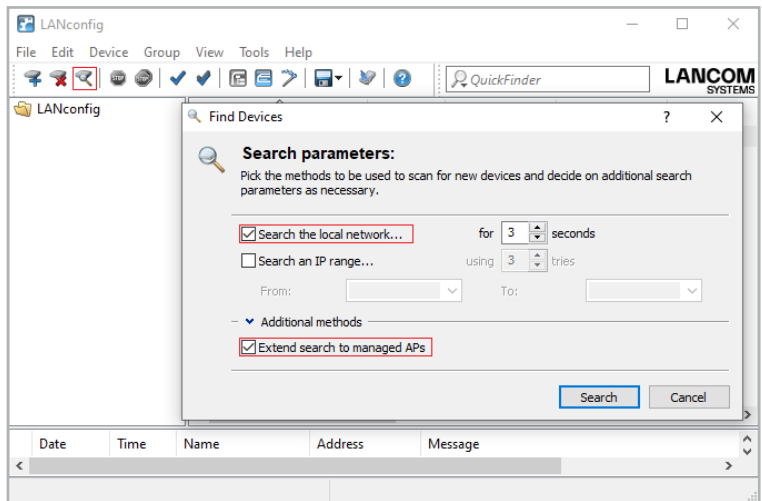 LANconfig
File Edit Device Group View Tools Help
QuickFinder
LANCOM
SYSTEMS
LANconfig
Find Devices
Search parameters:
Pick the methods to be used to scan for new devices and decide on additional search
parameters as necessary.
Search the local network... for 3 seconds
Search an IP range... using 3 tries
From: To:
Additional methods
Extend search to managed APs
Search Cancel
Date Time Name Address Message